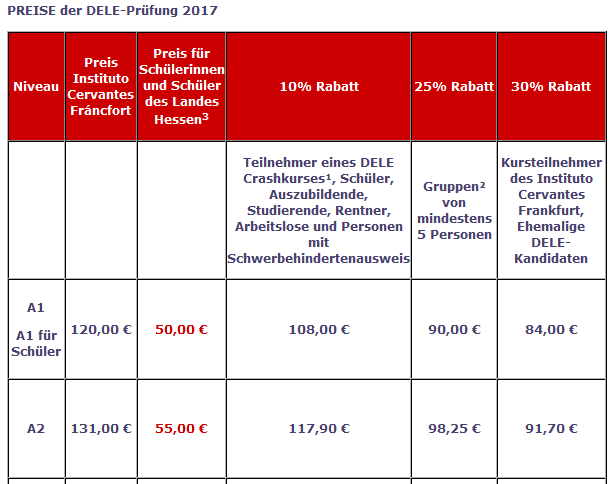 PREISE der DELE-Prüfung 2017
Niveau
Preis
Instituto
Cervantes
Fráncfort
Preis für
Schülerinnen
und Schüler
des Landes
Hessen³
10% Rabatt
25% Rabatt
30% Rabatt
Teilnehmer eines DELE
Crashkurses¹, Schüler,
Auszubildende,
Studierende, Rentner,
Arbeitslose und Personen
mit
Schwerbehindertenausweis
Gruppen²
von
mindestens
5 Personen
Kursteilnehmer
des Instituto
Cervantes
Frankfurt,
Ehemalige
DELE-
Kandidaten
A1
A1 für
Schüler
120,00 €
50,00 €
108,00 €
90,00 €
84,00 €
A2
131,00 €
55,00 €
117,90 €
98,25 €
91,70 €